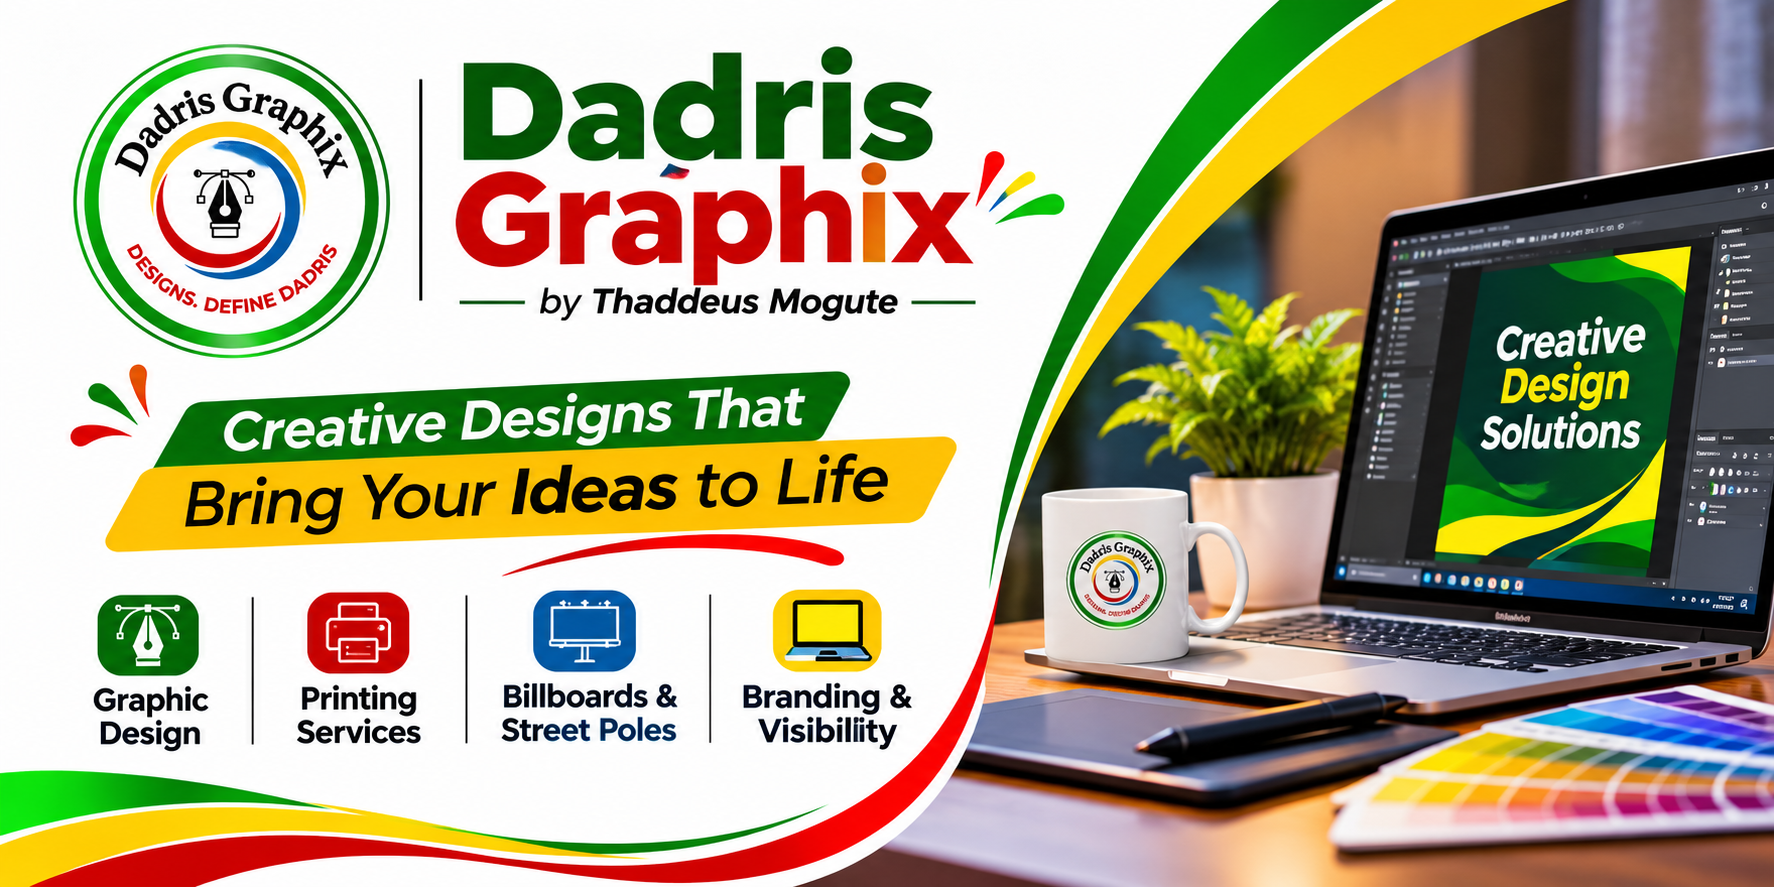 Dadris Graphix
DESIGNS. DEFINE DADRIS
Dadris
Graphix
by Thaddeus Mogute
Creative Designs That
Bring Your Ideas to Life
Graphic
Design
Printing
Services
Billboards &
Street Poles
Branding &
Visibility
Creative
Design
Solutions
Dadris Graphix